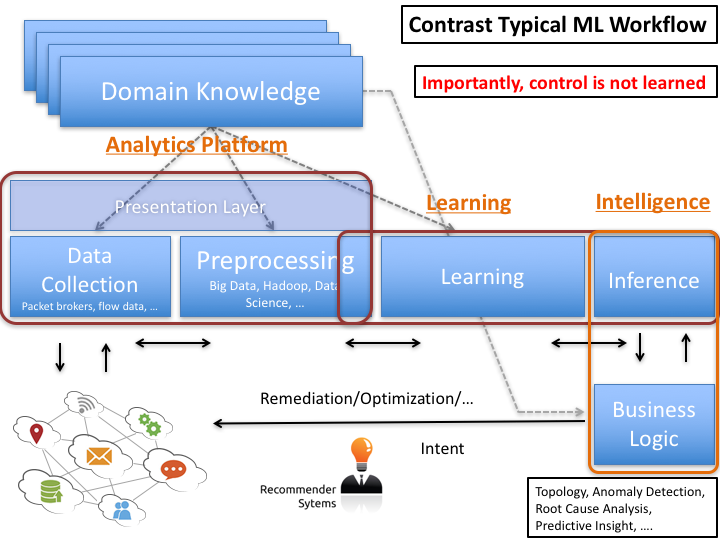 Contrast Typical ML Workflow
Importantly, control is not learned
Domain Knowledge
Analytics Platform
Presentation Layer
Learning
Intelligence
Data
Collection
Packet brokers, flow data, …
Preprocessing
Big Data, Hadoop, Data
Science, …
Learning
Inference
Remediation/Optimization/…
Intent
Business
Logic
Recommender
Sytems
Topology, Anomaly Detection,
Root Cause Analysis,
Predictive Insight, ….